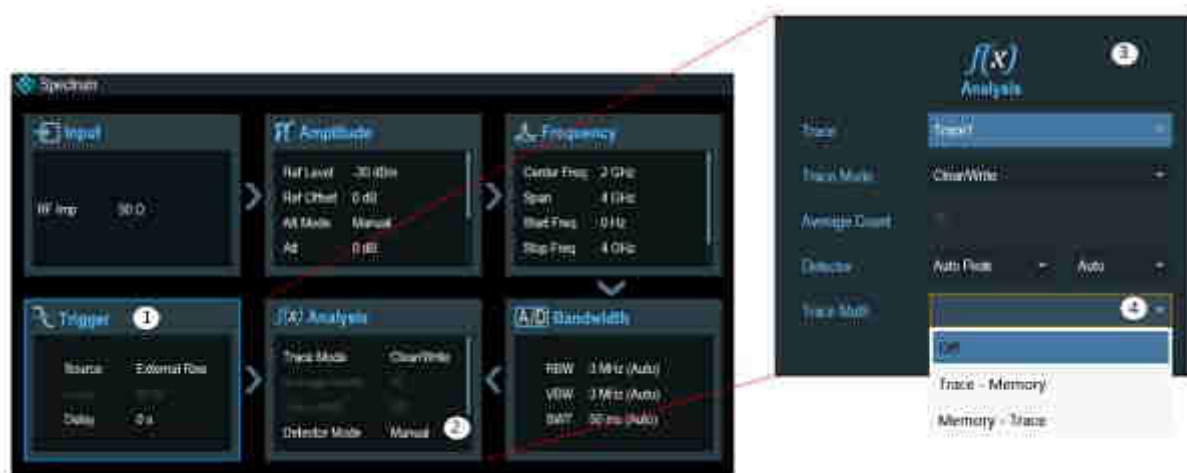 Spectrum
Input
RF Imp 50 Ω
Amplitude
Ref Level -30 dBm
Ref Offset 0 dB
Att Mode Manual
Att 0 dB
Frequency
Center Freq 2 GHz
Span 4 GHz
Start Freq 0 Hz
Stop Freq 4 GHz
Trigger 1
Source External Rise
Delay 0 s
f(x) Analysis
Trace Mode Clear/Write
Detector Mode Manual 2
A/D Bandwidth
RBW 3 MHz (Auto)
VBW 3 MHz (Auto)
SWT 50 ms (Auto)
f(x) 3
Analysis
Trace Trace1
Trace Mode Clear/Write
Average Count
Detector Auto Peak Auto
Trace Math 4
Off
Trace - Memory
Memory - Trace